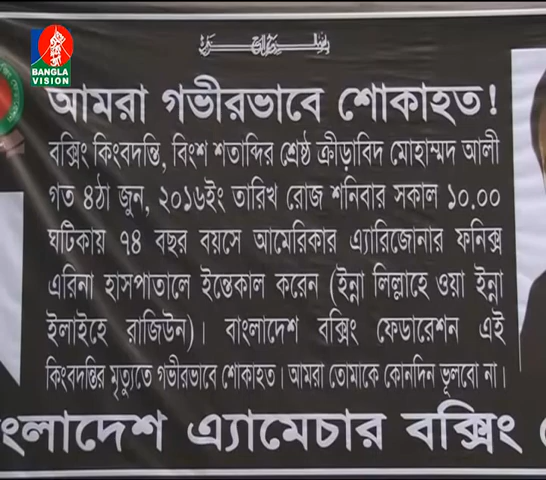 BANGLA
VISION
আমরা গভীরভাবে শোকাহত!
বক্সিং কিংবদন্তি, বিংশ শতাব্দির শ্রেষ্ঠ ক্রীড়াবিদ মোহাম্মদ আলী
গত ৪ঠা জুন, ২০১৬ইং তারিখ রোজ শনিবার সকাল ১০.০০
ঘটিকায় ৭৪ বছর বয়সে আমেরিকার এ্যারিজোনার ফনিক্স
এরিনা হাসপাতালে ইন্তেকাল করেন (ইন্না লিল্লাহে ওয়া ইন্না
ইলাইহে রাজিউন)। বাংলাদেশ বক্সিং ফেডারেশন এই
কিংবদন্তির মৃত্যুতে গভীরভাবে শোকাহত। আমরা তোমাকে কোনদিন ভূলবো না।
ংলাদেশ এ্যামেচার বক্সিং